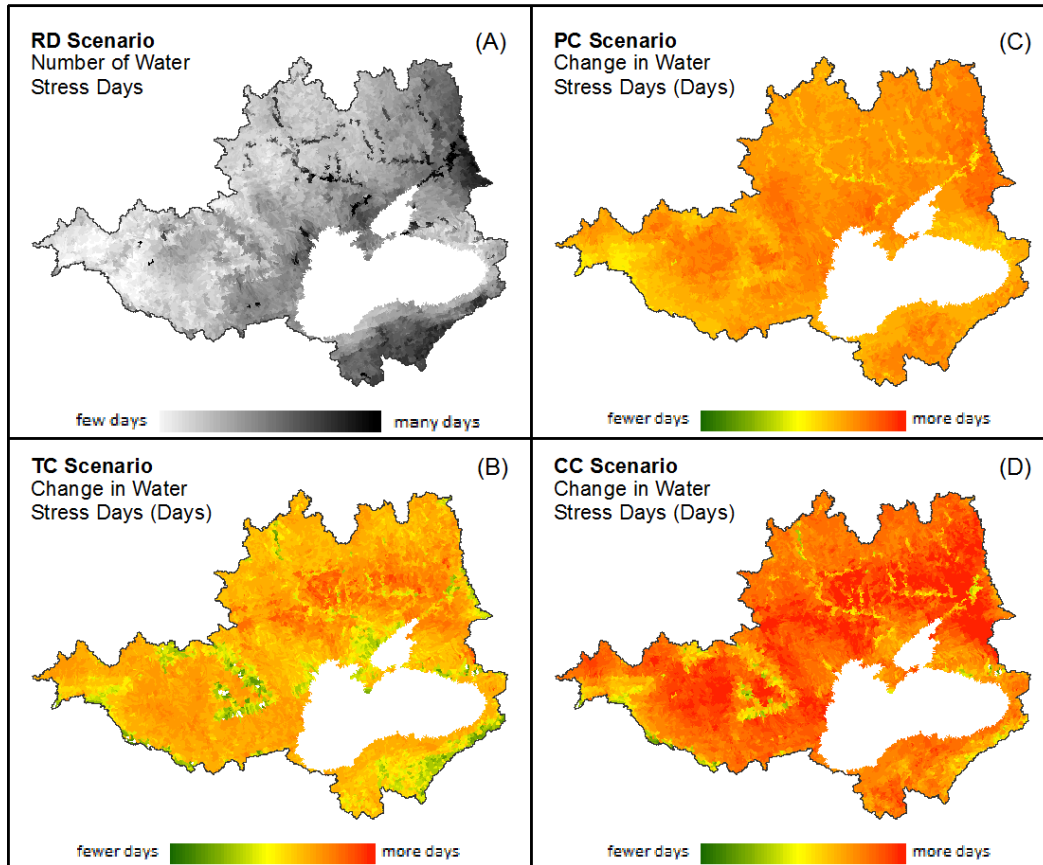 RD Scenario
Number of Water
Stress Days
(A)
few days
many days
PC Scenario
Change in Water
Stress Days (Days)
(C)
fewer days
more days
TC Scenario
Change in Water
Stress Days (Days)
(B)
fewer days
more days
CC Scenario
Change in Water
Stress Days (Days)
(D)
fewer days
more days